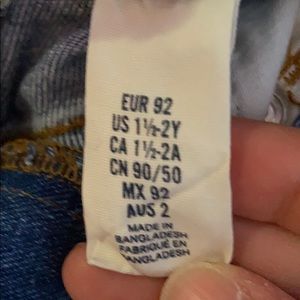 EUR 92
US 1½-2Y
CA 1½-2A
CN 90/50
MX 92
AUS 2
MADE IN
BANGLADESH
FABRIQUÉ EN
BANGLADESH